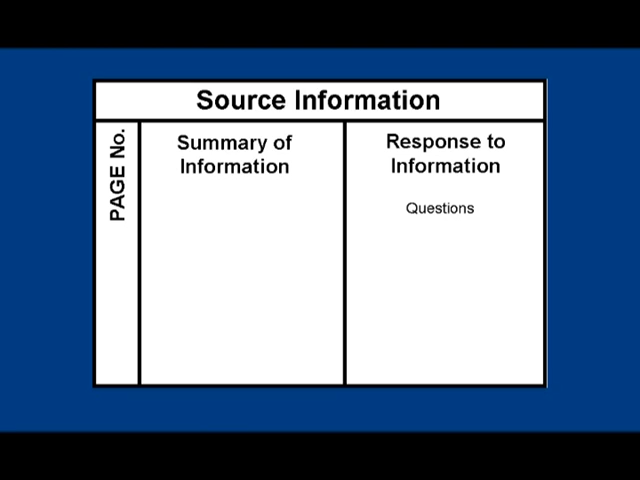 Source Information
PAGE No.
Summary of
Information
Response to
Information
Questions